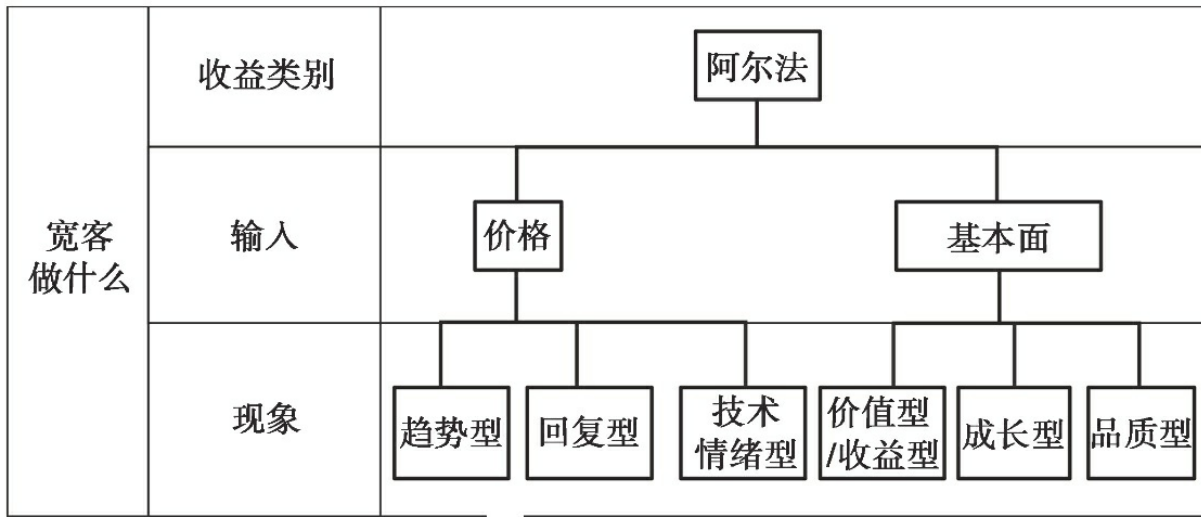 宽客
做什么
收益类别
阿尔法
输入
价格
基本面
现象
趋势型
回复型
技术
情绪型
价值型
/收益型
成长型
品质型